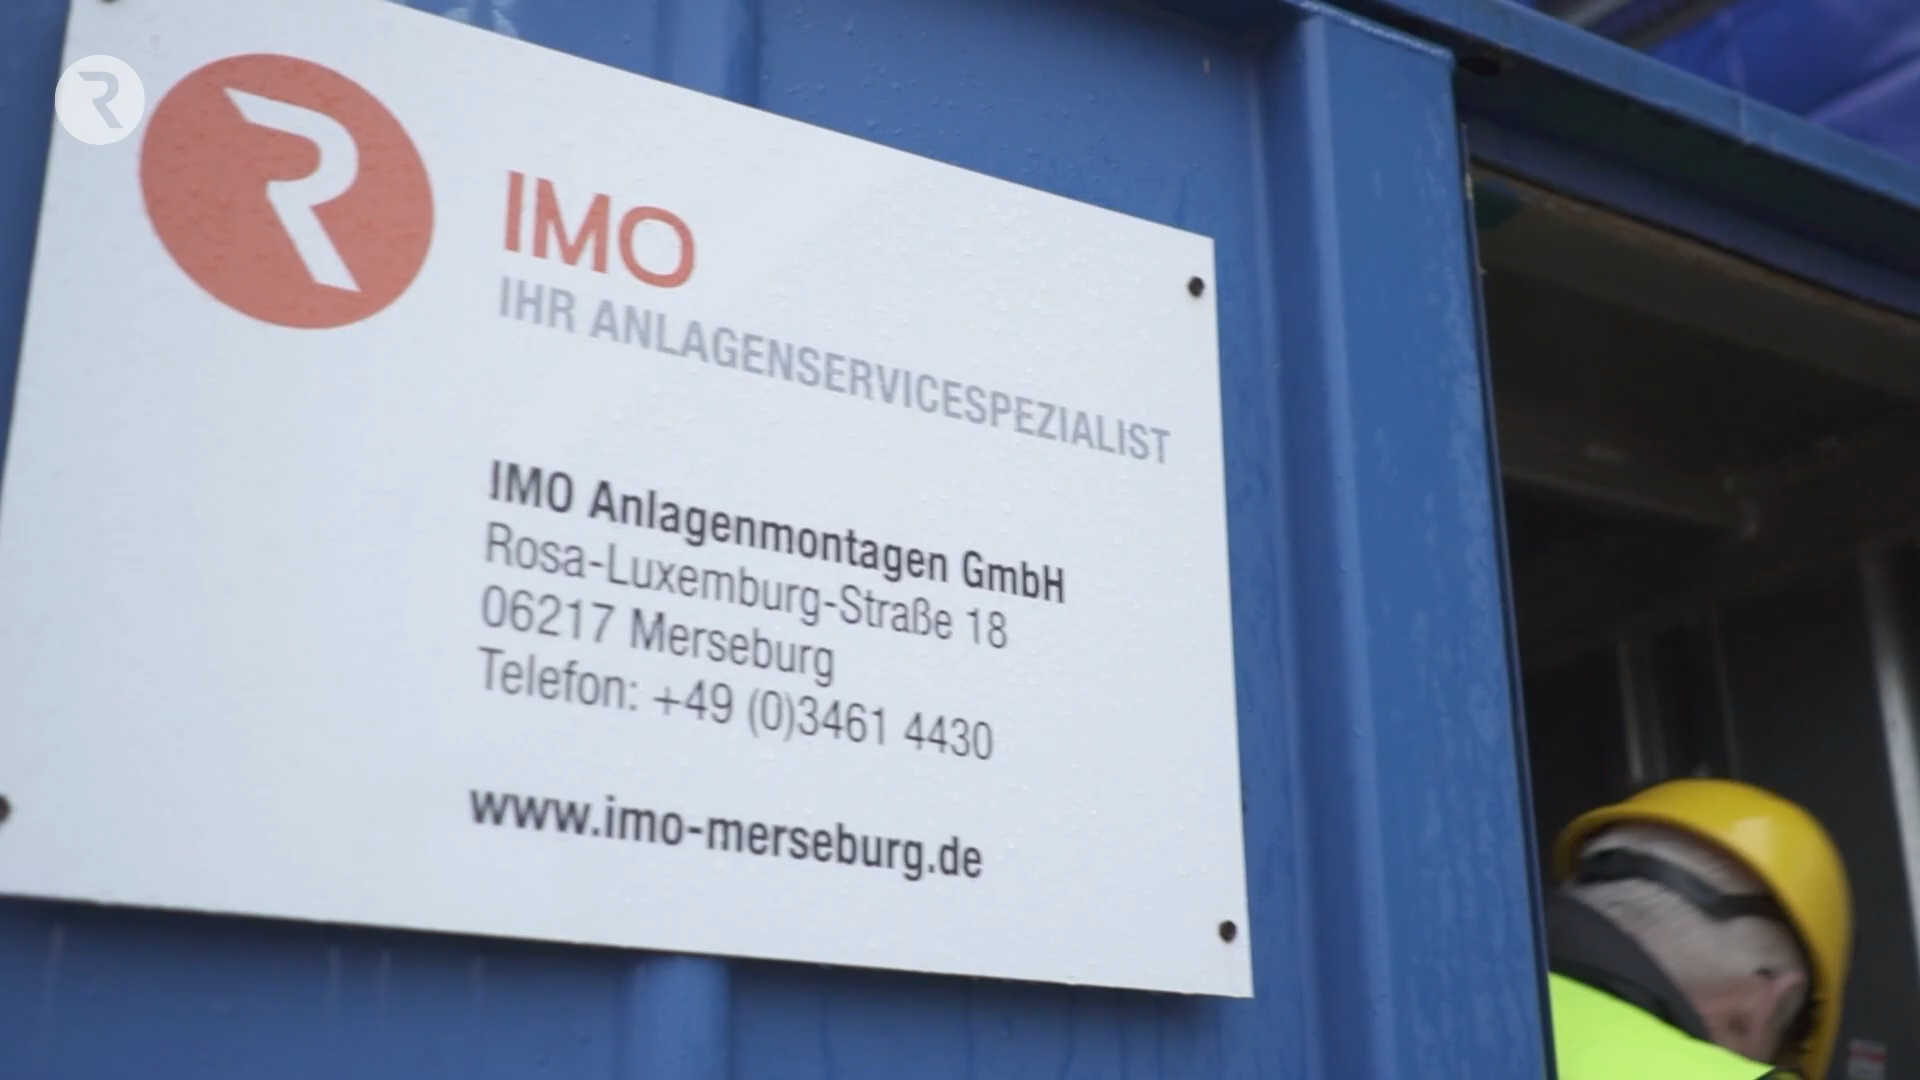 IMO
IHR ANLAGENSERVICESPEZIALIST
IMO Anlagenmontagen GmbH
Rosa-Luxemburg-Straße 18
06217 Merseburg
Telefon: +49 (0)3461 4430
www.imo-merseburg.de